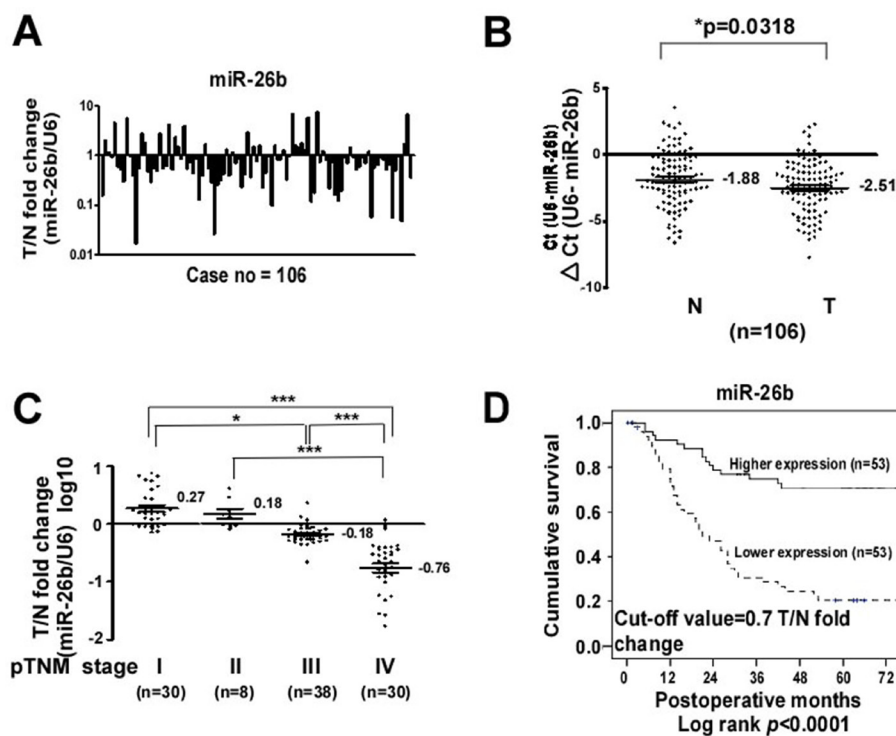 A
miR-26b
T/N fold change
(miR-26b/U6)
10
1
0.1
0.01
Case no = 106
B
*p=0.0318
Ct (U6-miR-26b)
△ Ct (U6- miR-26b)
5
0
-5
-10
-1.88
-2.51
N T
(n=106)
C
***
* ***
***
T/N fold change
(miR-26b/U6) log10
1
0
-1
-2
0.27
0.18
-0.18
-0.76
pTNM stage I II III IV
(n=30) (n=8) (n=38) (n=30)
D
miR-26b
Cumulative survival
1.0
0.8
0.6
0.4
0.2
0.0
Higher expression (n=53)
Lower expression (n=53)
Cut-off value=0.7 T/N fold
change
0 12 24 36 48 60 72
Postoperative months
Log rank p<0.0001